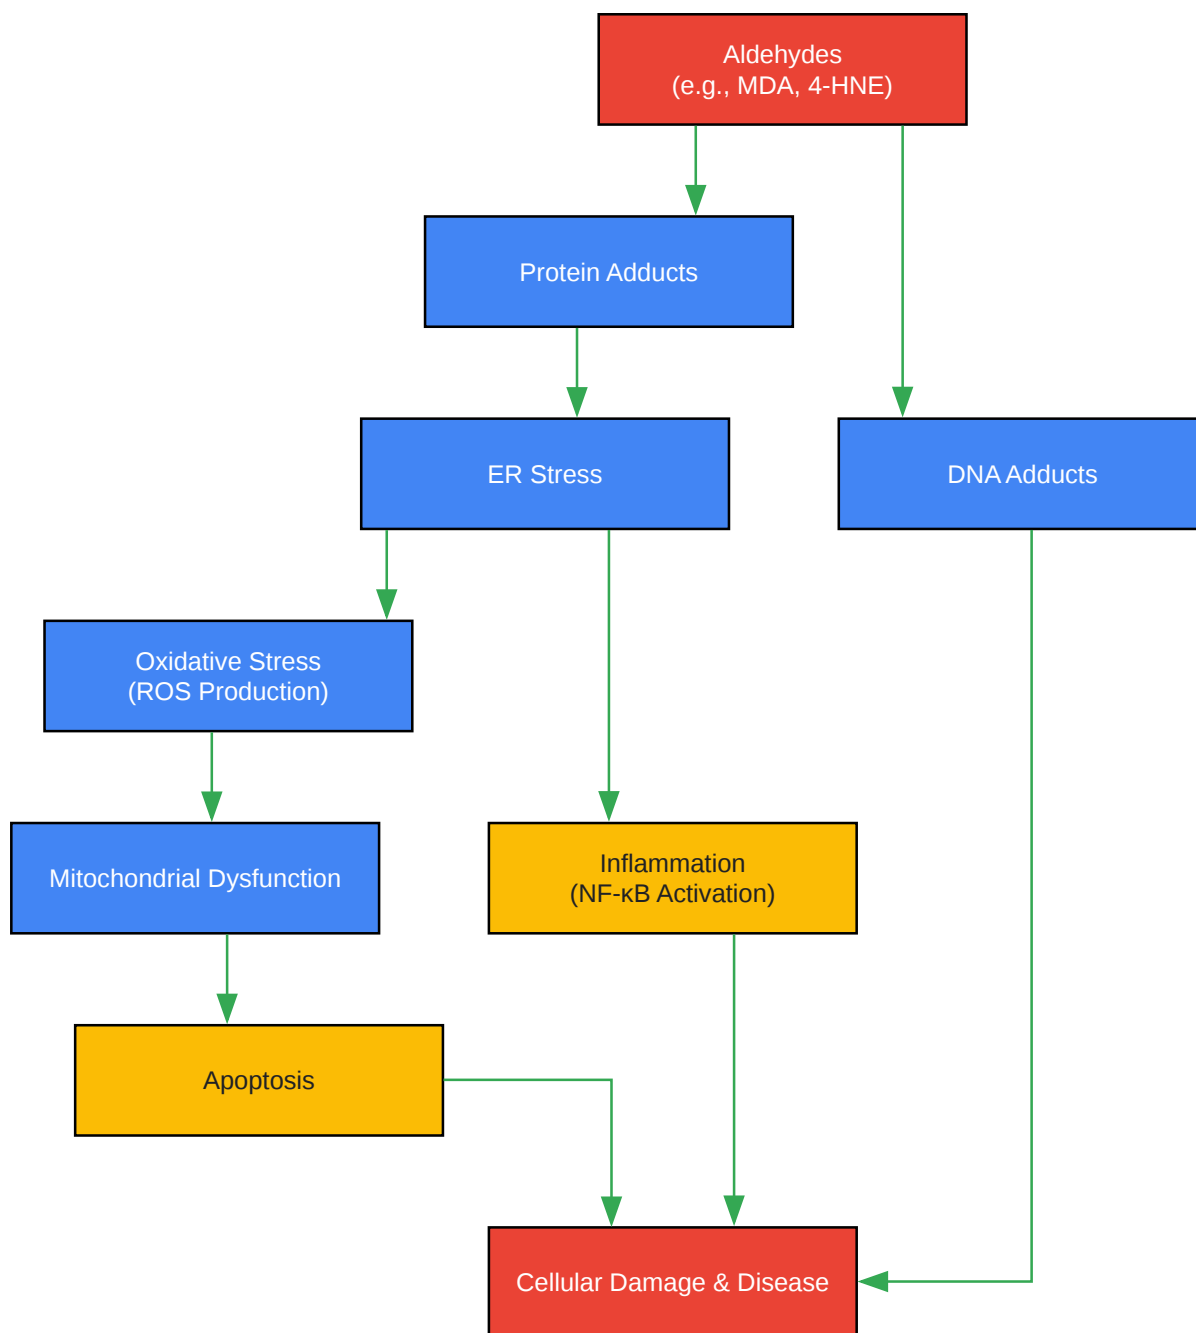 Aldehydes
(e.g., MDA, 4-HNE)
Protein Adducts
ER Stress
DNA Adducts
Oxidative Stress
(ROS Production)
Mitochondrial Dysfunction
Inflammation
(NF-κB Activation)
Apoptosis
Cellular Damage & Disease